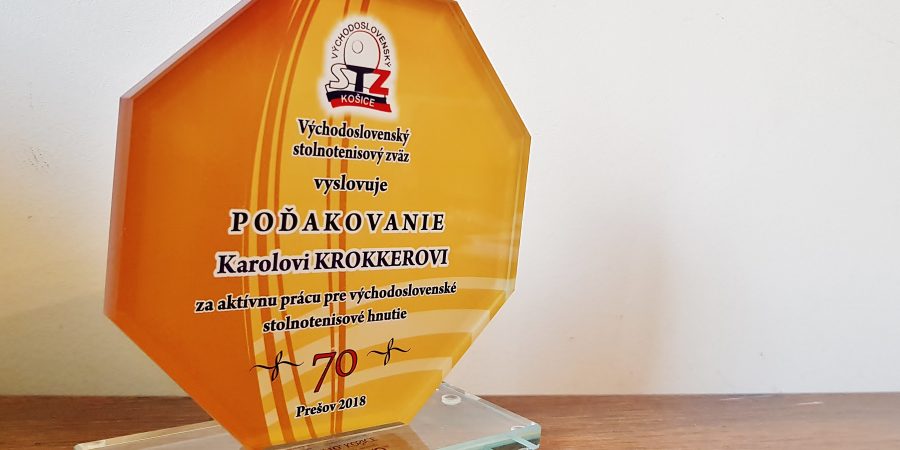 VÝCHODOSLOVENSKÝ
STZ
KOŠICE
Východoslovenský
stolnotenisový zväz
vyslovuje
POĎAKOVANIE
Karolovi KROKKEROVI
za aktívnu prácu pre východoslovenské
stolnotenisové hnutie
70
Prešov 2018
KOŠICE